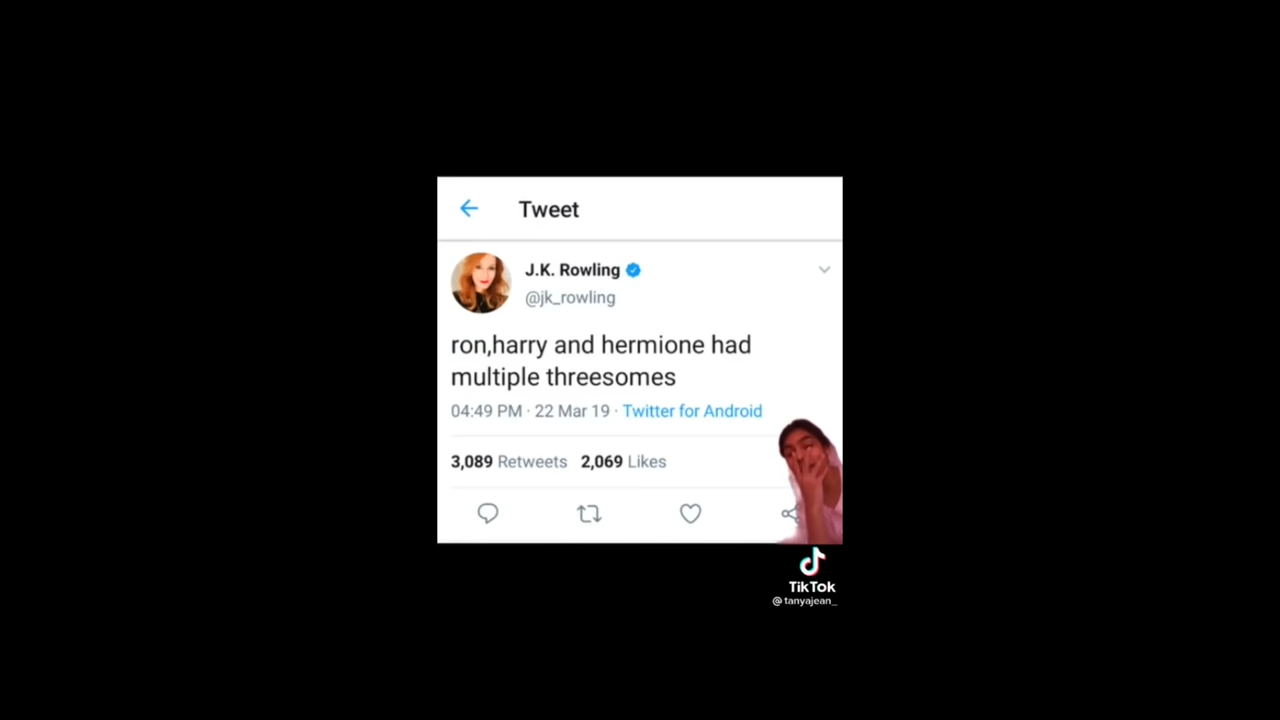 Tweet
J.K. Rowling
@jk_rowling
ron,harry and hermione had
multiple threesomes
04:49 PM · 22 Mar 19 · Twitter for Android
3,089 Retweets 2,069 Likes
TikTok
@tanyajean_